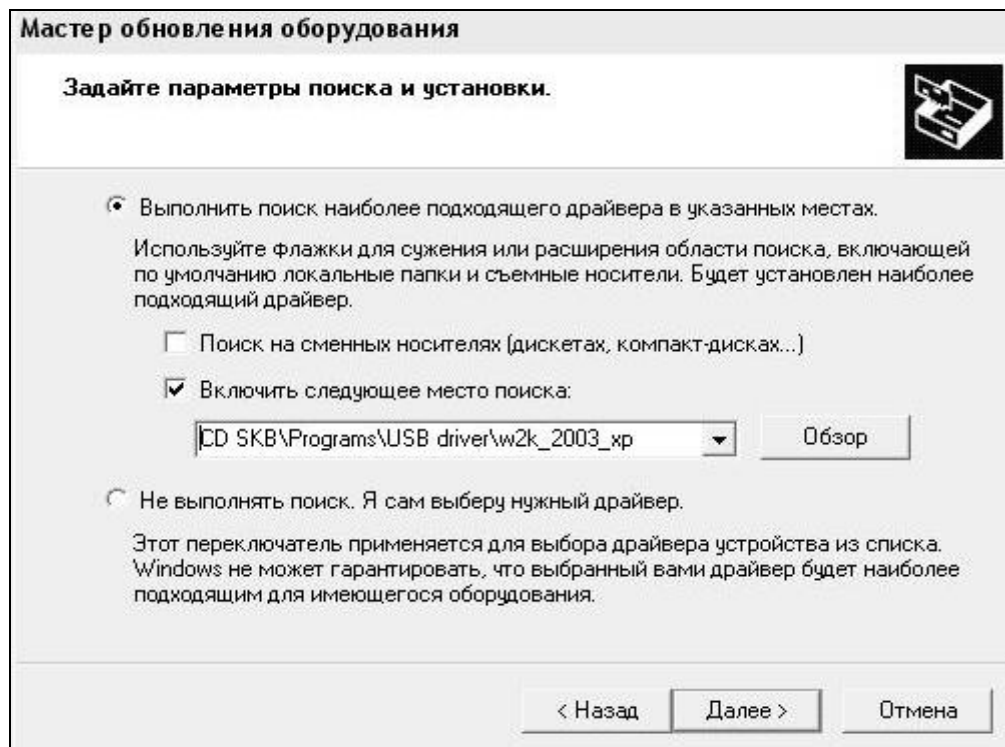 Мастер обновления оборудования
Задайте параметры поиска и установки.
Выполнить поиск наиболее подходящего драйвера в указанных местах.
Используйте флажки для сужения или расширения области поиска, включающей
по умолчанию локальные папки и съемные носители. Будет установлен наиболее
подходящий драйвер.
Поиск на сменных носителях (дискетах, компакт-дисках...)
Включить следующее место поиска:
CD SKB\Programs\USB driver\w2k_2003_xp
Обзор
Не выполнять поиск. Я сам выберу нужный драйвер.
Этот переключатель применяется для выбора драйвера устройства из списка.
Windows не может гарантировать, что выбранный вами драйвер будет наиболее
подходящим для имеющегося оборудования.
< Назад Далее > Отмена